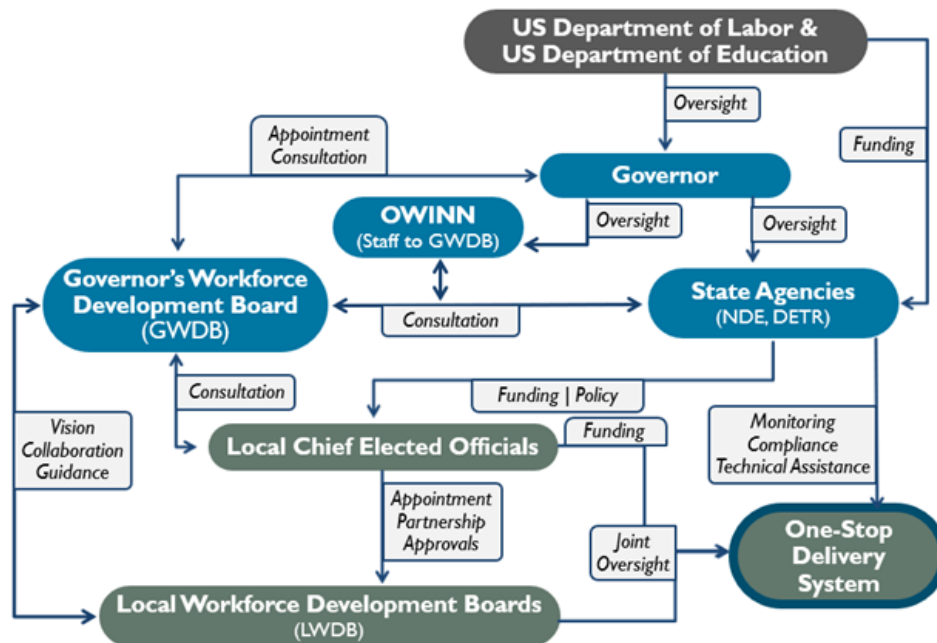 US Department of Labor &
US Department of Education
Oversight
Appointment
Consultation
Funding
Governor
OWINN
(Staff to GWDB)
Oversight
Oversight
Governor's Workforce
Development Board
(GWDB)
State Agencies
(NDE, DETR)
Consultation
Consultation
Funding | Policy
Vision
Collaboration
Guidance
Local Chief Elected Officials
Funding
Monitoring
Compliance
Technical Assistance
Appointment
Partnership
Approvals
Joint
Oversight
One-Stop
Delivery
System
Local Workforce Development Boards
(LWDB)